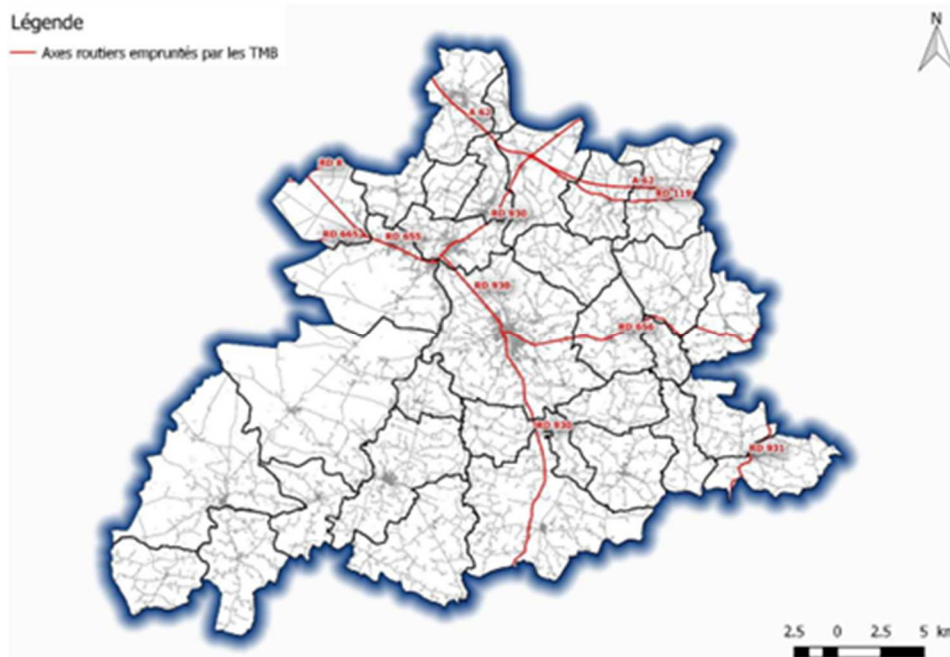 Légende
Axes routiers empruntés par les TMB
N
A 62
RD 8
A 62
RD 119
RD 930
RD 665
RD 655
RD 930
RD 656
RD 930
RD 931
2.5 0 2.5 5 km